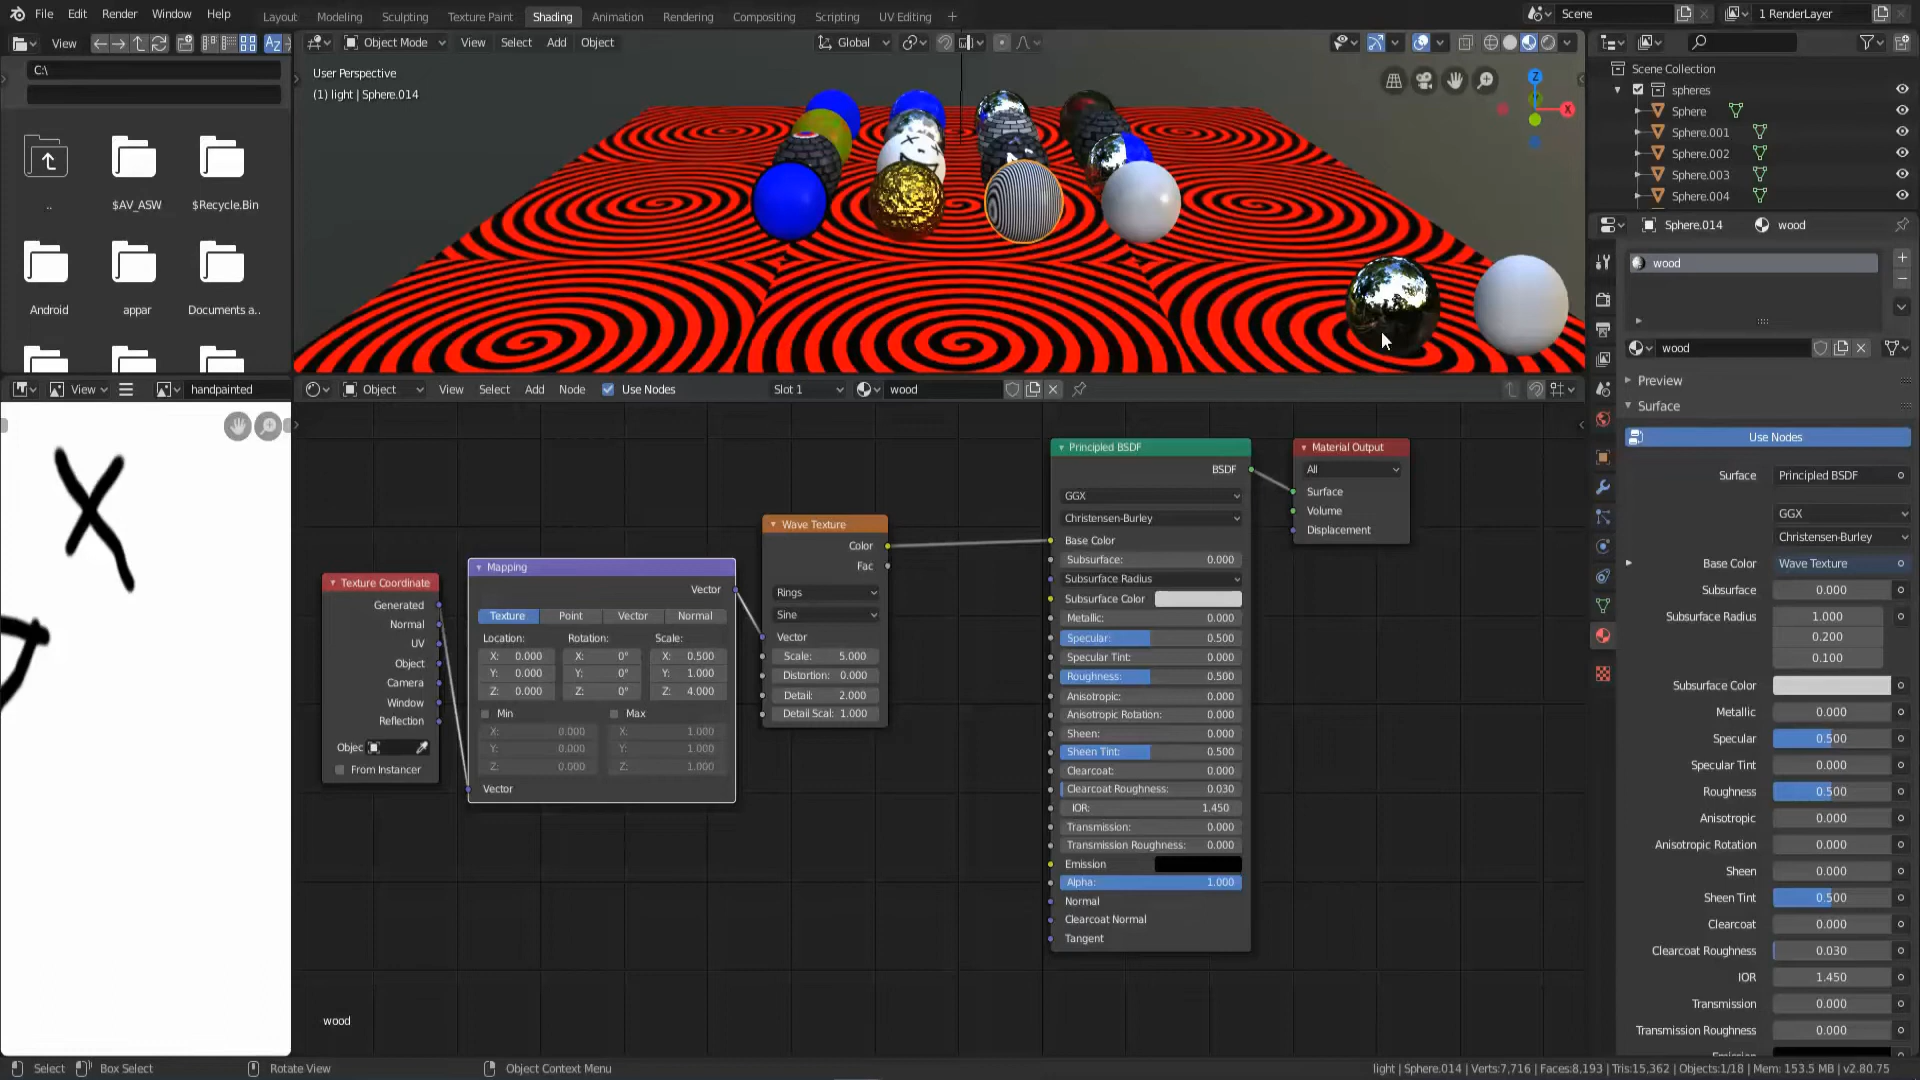 File Edit Render Window Help
Layout Modeling Sculpting Texture Paint Shading Animation Rendering Compositing Scripting UV Editing +
Scene
1 RenderLayer
View
C:\
..
$AV_ASW
$Recycle.Bin
Android
appar
Documents a..
Object Mode View Select Add Object
Global
User Perspective
(1) light | Sphere.014
Z
X
Scene Collection
spheres
Sphere
Sphere.001
Sphere.002
Sphere.003
Sphere.004
Sphere.014
wood
wood
wood
Preview
Surface
Use Nodes
Surface Principled BSDF
GGX
Christensen-Burley
Base Color Wave Texture
Subsurface 0.000
Subsurface Radius 1.000
0.200
0.100
Subsurface Color
Metallic 0.000
Specular 0.500
Specular Tint 0.000
Roughness 0.500
Anisotropic 0.000
Anisotropic Rotation 0.000
Sheen 0.000
Sheen Tint 0.500
Clearcoat 0.000
Clearcoat Roughness 0.030
IOR 1.450
Transmission 0.000
Transmission Roughness 0.000
View
handpainted
Object View Select Add Node Use Nodes
Slot 1
wood
Texture Coordinate
Generated
Normal
UV
Object
Camera
Window
Reflection
Objec
From Instancer
Mapping
Vector
Texture Point Vector Normal
Location: Rotation: Scale:
X: 0.000 X: 0° X: 0.500
Y: 0.000 Y: 0° Y: 1.000
Z: 0.000 Z: 0° Z: 4.000
Min Max
X: 0.000 X: 1.000
Y: 0.000 Y: 1.000
Z: 0.000 Z: 1.000
Vector
Wave Texture
Color
Fac
Rings
Sine
Vector
Scale: 5.000
Distortion: 0.000
Detail: 2.000
Detail Scal: 1.000
Principled BSDF
BSDF
GGX
Christensen-Burley
Base Color
Subsurface: 0.000
Subsurface Radius
Subsurface Color
Metallic: 0.000
Specular: 0.500
Specular Tint: 0.000
Roughness: 0.500
Anisotropic: 0.000
Anisotropic Rotation: 0.000
Sheen: 0.000
Sheen Tint: 0.500
Clearcoat: 0.000
Clearcoat Roughness: 0.030
IOR: 1.450
Transmission: 0.000
Transmission Roughness: 0.000
Emission
Alpha: 1.000
Normal
Clearcoat Normal
Tangent
Material Output
All
Surface
Volume
Displacement
wood
Select Box Select Rotate View Object Context Menu
light | Sphere.014 | Verts:7,716 | Faces:8,193 | Tris:15,362 | Objects:1/18 | Mem: 153.5 MB | v2.80.75